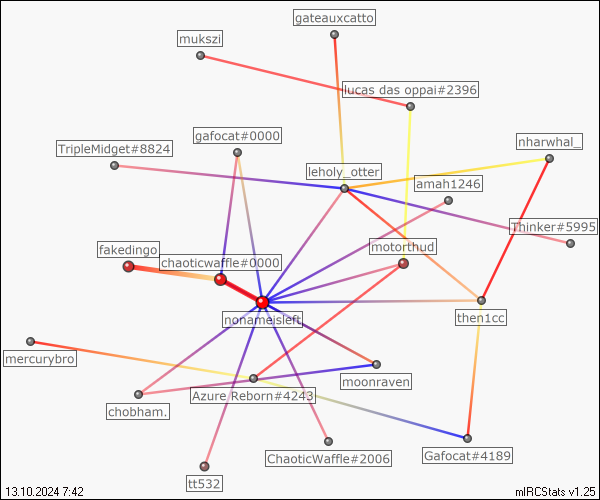 gateauxcatto
mukszi
lucas das oppai#2396
gafocat#0000
nharwhal_
TripleMidget#8824
leholy_otter
amah1246
Thinker#5995
fakedingo
motorthud
chaoticwaffle#0000
nonameisleft
then1cc
mercurybro
moonraven
Azure Reborn#4243
chobham.
Gafocat#4189
ChaoticWaffle#2006
tt532
13.10.2024 7:42
mIRCStats v1.25